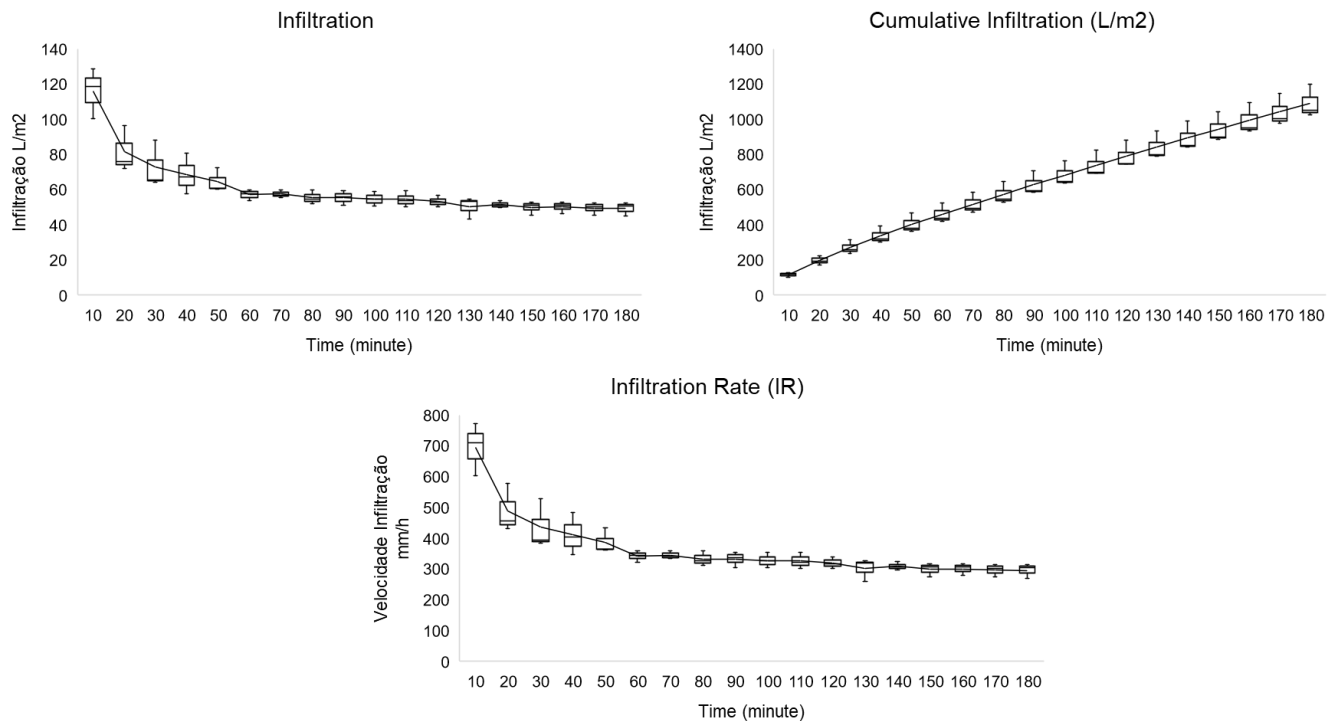 Infiltration
Infiltração L/m2
140
120
100
80
60
40
20
0
10 20 30 40 50 60 70 80 90 100 110 120 130 140 150 160 170 180
Time (minute)
Cumulative Infiltration (L/m2)
Infiltração L/m2
1400
1200
1000
800
600
400
200
0
10 20 30 40 50 60 70 80 90 100 110 120 130 140 150 160 170 180
Time (minute)
Infiltration Rate (IR)
Velocidade Infiltração
mm/h
800
700
600
500
400
300
200
100
0
10 20 30 40 50 60 70 80 90 100 110 120 130 140 150 160 170 180
Time (minute)